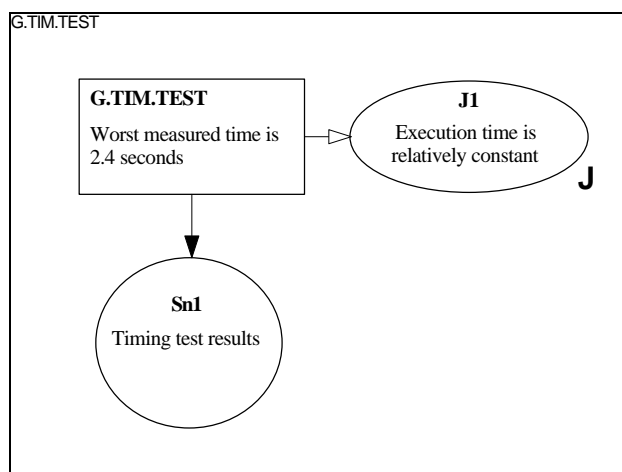 G.TIM.TEST
G.TIM.TEST
Worst measured time is
2.4 seconds
J1
Execution time is
relatively constant
J
Sn1
Timing test results